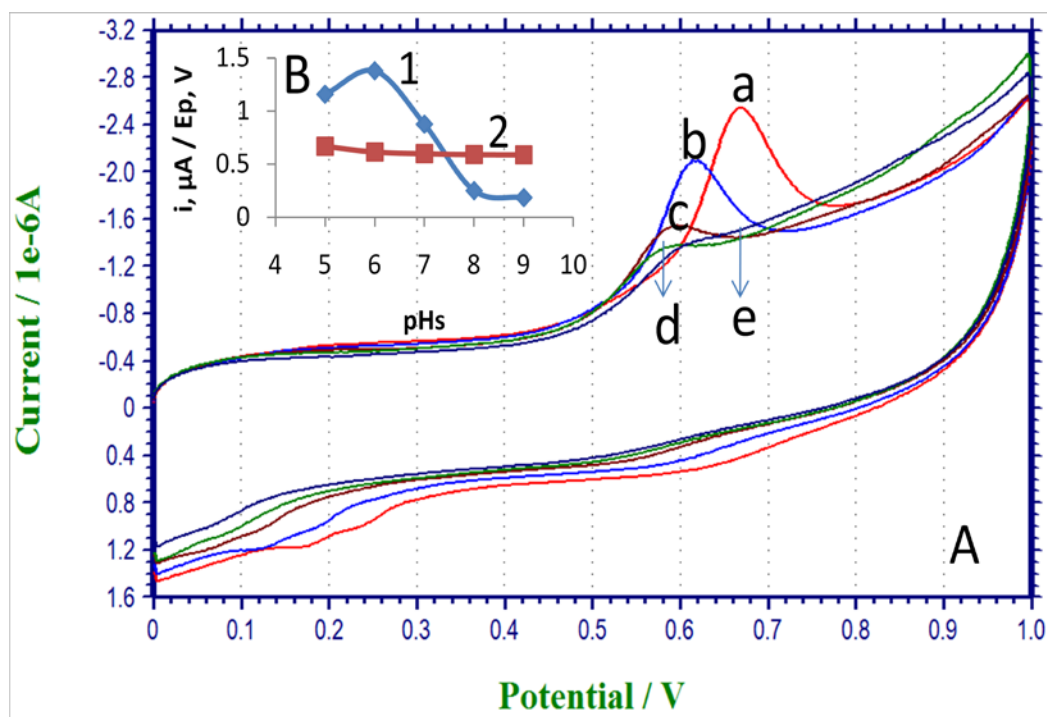 -3.2
-2.8
-2.4
-2.0
-1.6
-1.2
-0.8
-0.4
0
0.4
0.8
1.2
1.6
Current / 1e-6A
B
i, µA / Ep, V
1.5
1
0.5
0
1
2
4 5 6 7 8 9 10
pHs
a
b
c
d
e
A
0 0.1 0.2 0.3 0.4 0.5 0.6 0.7 0.8 0.9 1.0
Potential / V